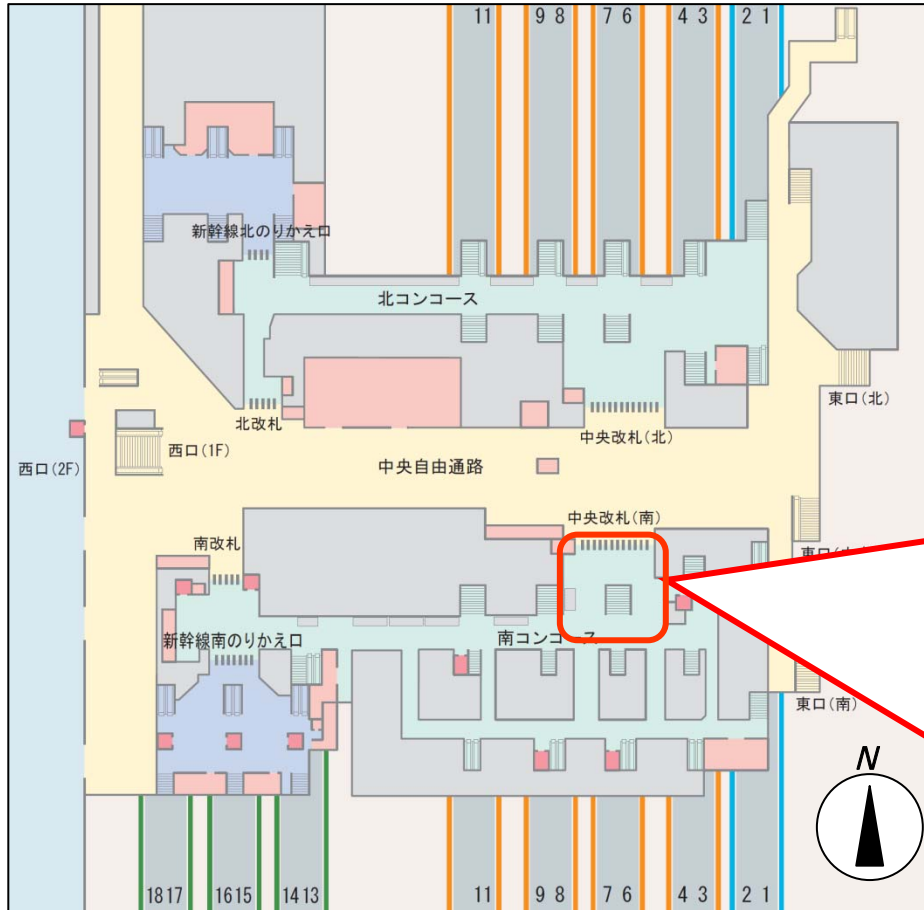 11 9 8 7 6 4 3 2 1
新幹線北のりかえ口
北コンコース
東口(北)
北改札
中央改札(北)
西口(1F)
西口(2F)
中央自由通路
中央改札(南)
南改札
新幹線南のりかえ口
南コンコース
東口(南)
N
18 17 16 15 14 13 11 9 8 7 6 4 3 2 1